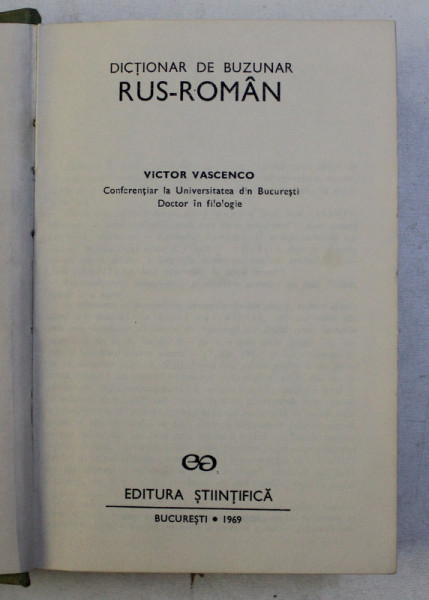 DICȚIONAR DE BUZUNAR
RUS-ROMÂN
VICTOR VASCENCO
Conferențiar la Universitatea din București
Doctor în filologie
EDITURA ȘTIINȚIFICĂ
BUCUREȘTI • 1969